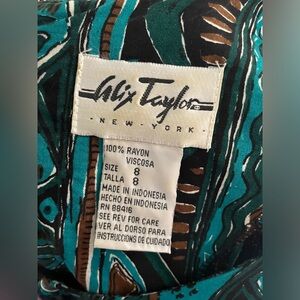 Alix Taylor
- NEW - YORK -
100% RAYON
VISCOSA
SIZE 8
TALLA 8
MADE IN INDONESIA
HECHO EN INDONESIA
RN 88416
SEE REV FOR CARE
VER AL DORSO PARA
INSTRUCCIONES DE CUIDADO